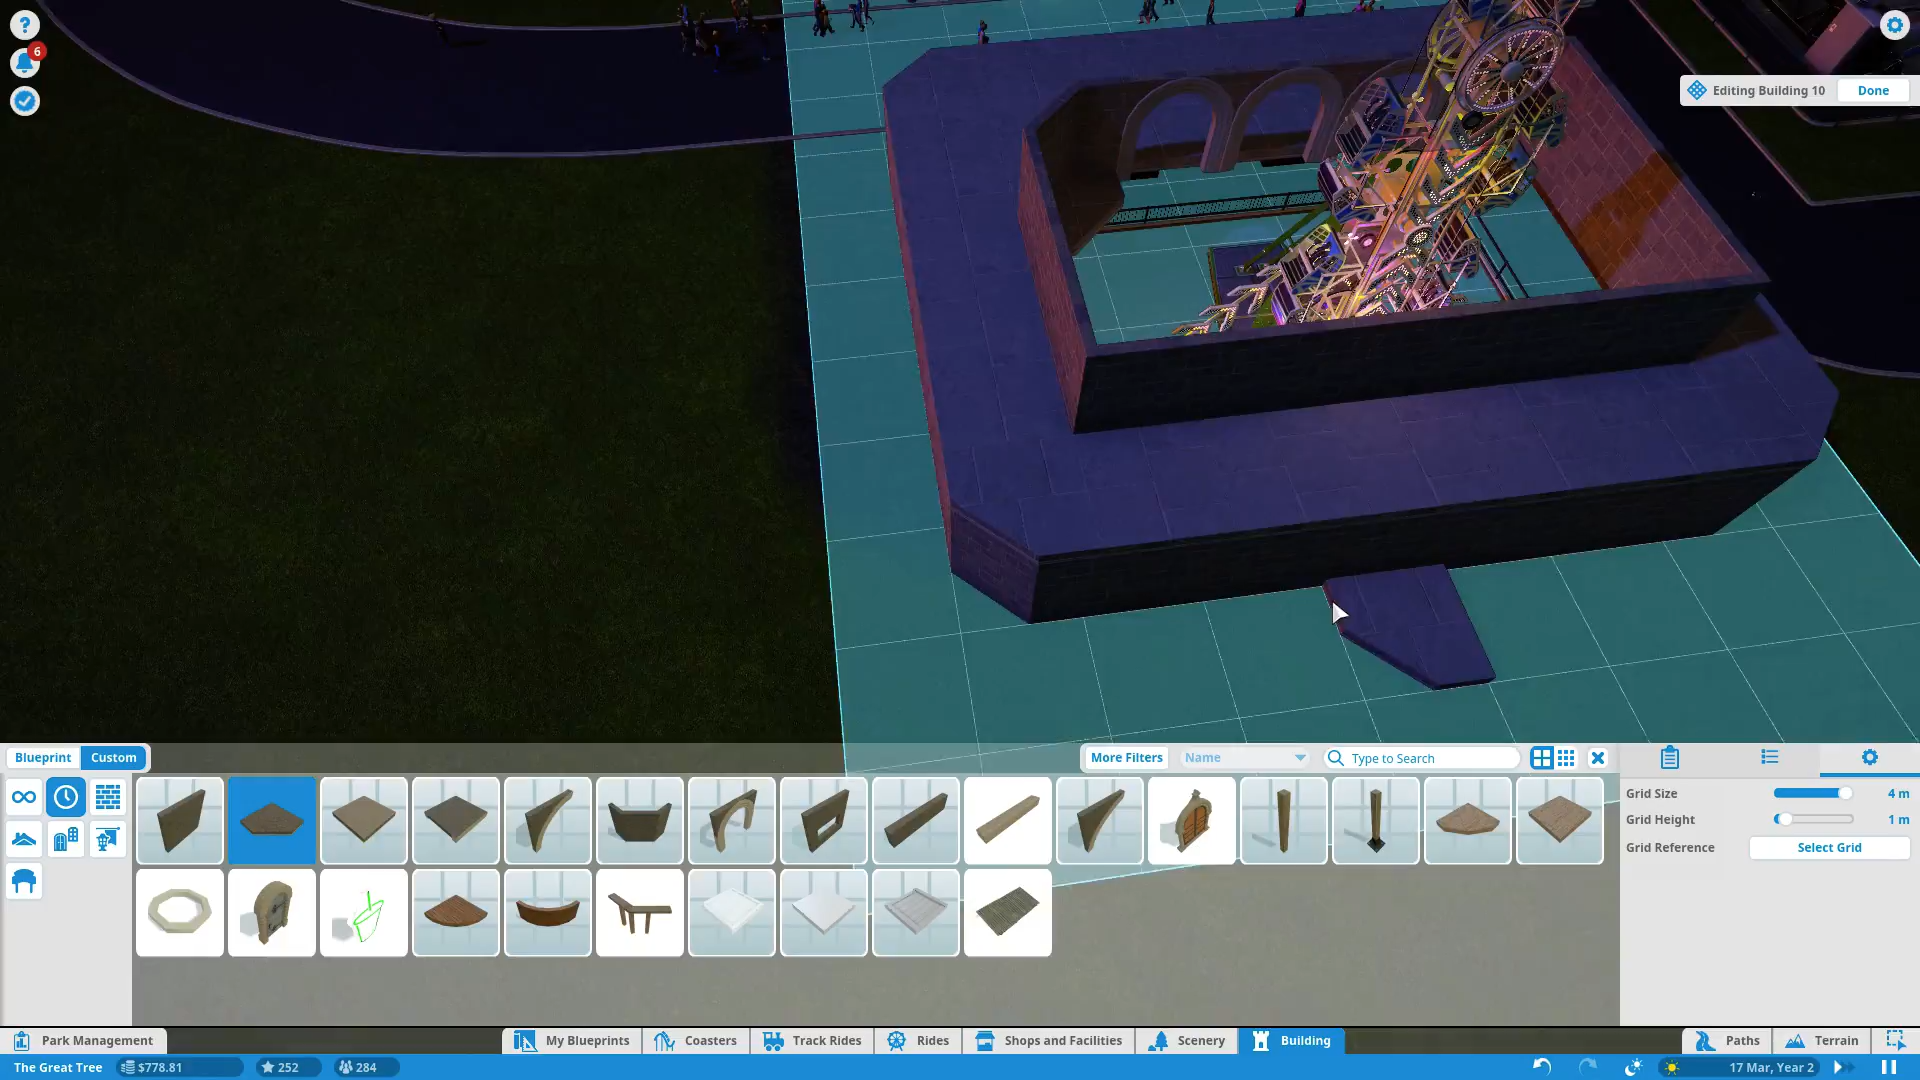 6
Editing Building 10 Done
Blueprint Custom More Filters Name Type to Search
Grid Size 4 m
Grid Height 1 m
Grid Reference Select Grid
Park Management My Blueprints Coasters Track Rides Rides Shops and Facilities Scenery Building Paths Terrain
The Great Tree $778.81 252 284 17 Mar, Year 2